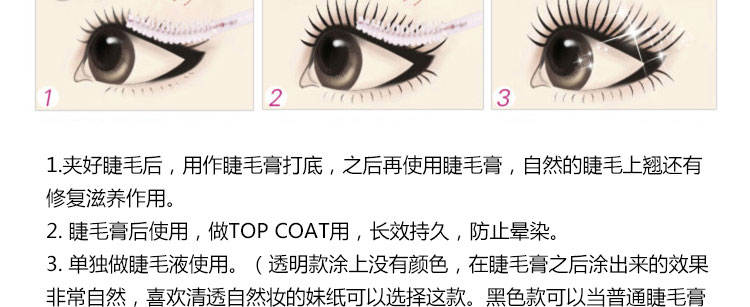 1 2 3
1.夹好睫毛后，用作睫毛膏打底，之后再使用睫毛膏，自然的睫毛上翘还有
修复滋养作用。
2. 睫毛膏后使用，做TOP COAT用，长效持久，防止晕染。
3. 单独做睫毛液使用。（透明款涂上没有颜色，在睫毛膏之后涂出来的效果
非常自然，喜欢清透自然妆的妹纸可以选择这款。黑色款可以当普通睫毛膏